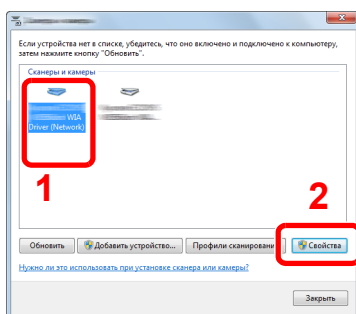 Если устройства нет в списке, убедитесь, что оно включено и подключено к компьютеру,
затем нажмите кнопку "Обновить".
Сканеры и камеры
WIA
Driver (Network)
1
2
Обновить
Добавить устройство...
Профили сканировани
Свойства
Нужно ли это использовать при установке сканера или камеры?
Закрыть